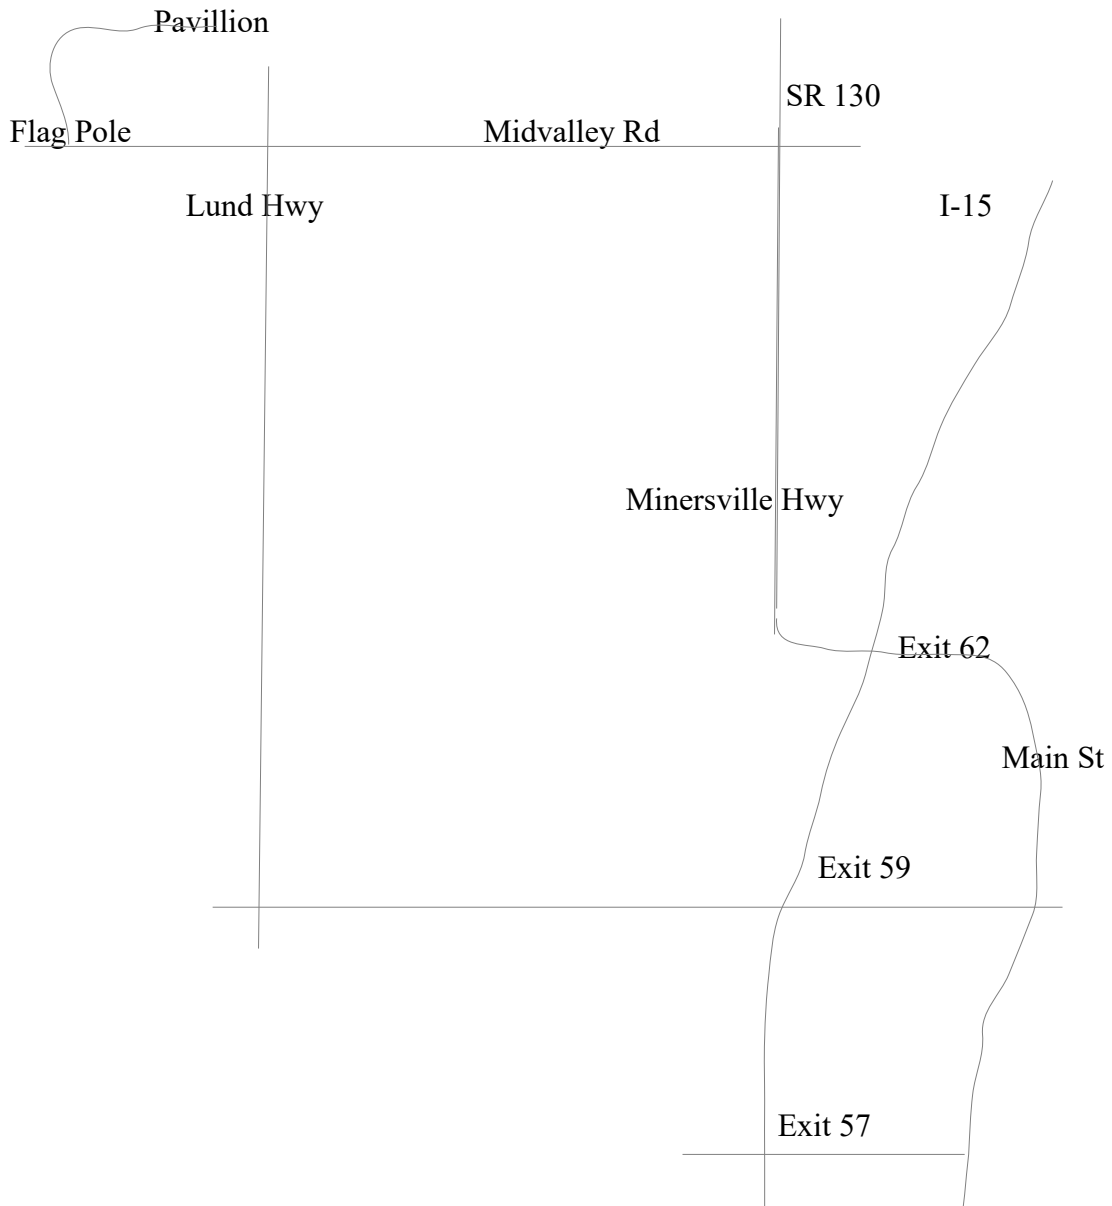 Pavillion
SR 130
Flag Pole
Midvalley Rd
Lund Hwy
I-15
Minersville Hwy
Exit 62
Main St
Exit 59
Exit 57